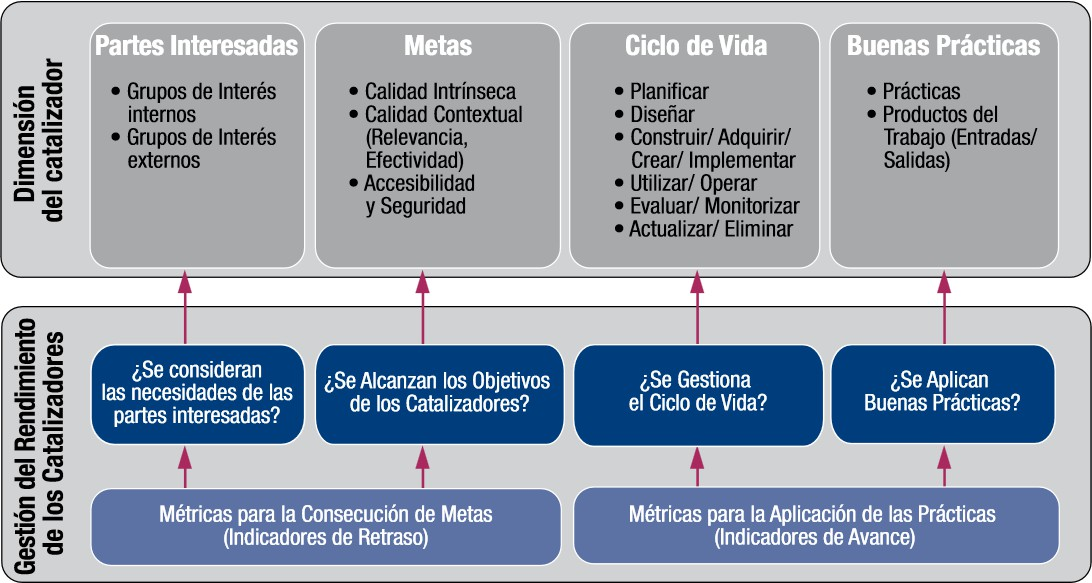 Dimensión
del catalizador
Partes Interesadas
• Grupos de Interés
internos
• Grupos de Interés
externos
Metas
• Calidad Intrínseca
• Calidad Contextual
(Relevancia,
Efectividad)
• Accesibilidad
y Seguridad
Ciclo de Vida
• Planificar
• Diseñar
• Construir/ Adquirir/
Crear/ Implementar
• Utilizar/ Operar
• Evaluar/ Monitorizar
• Actualizar/ Eliminar
Buenas Prácticas
• Prácticas
• Productos del
Trabajo (Entradas/
Salidas)
Gestión del Rendimiento
de los Catalizadores
¿Se consideran
las necesidades de las
partes interesadas?
¿Se Alcanzan los Objetivos
de los Catalizadores?
¿Se Gestiona
el Ciclo de Vida?
¿Se Aplican
Buenas Prácticas?
Métricas para la Consecución de Metas
(Indicadores de Retraso)
Métricas para la Aplicación de las Prácticas
(Indicadores de Avance)